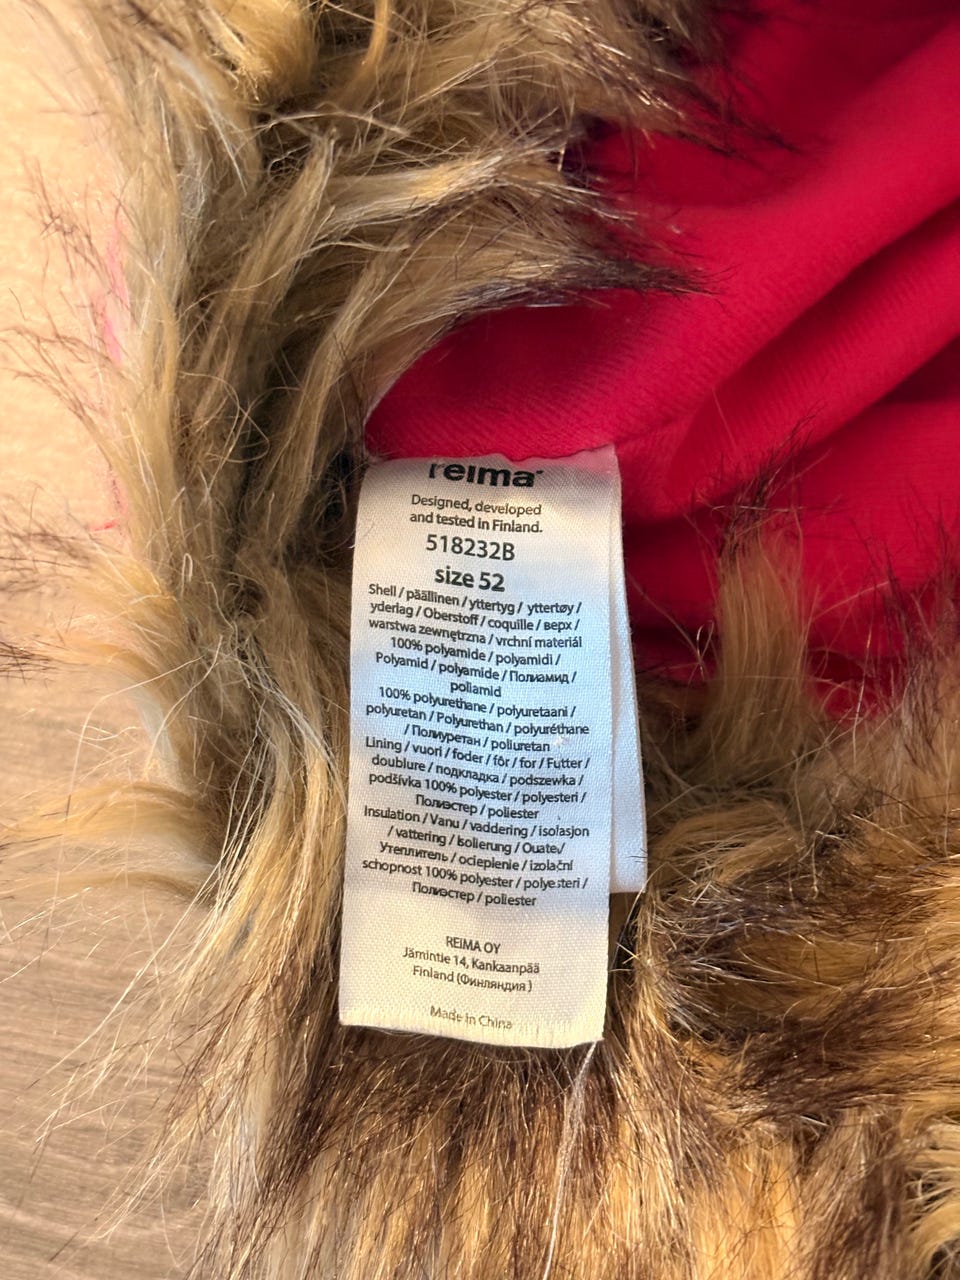 reima
Designed, developed
and tested in Finland.
518232B
size 52
Shell / päällinen / yttertyg / yttertøy /
yderlag / Oberstoff / coquille / верх /
warstwa zewnętrzna / vrchní materiál
100% polyamide / polyamidi /
Polyamid / polyamide / Полиамид /
poliamid
100% polyurethane / polyuretaani /
polyuretan / Polyurethan / polyuréthane
/ Полиуретан / poliuretan
Lining / vuori / foder / fôr / for / Futter /
doublure / подкладка / podszewka /
podšívka 100% polyester / polyesteri /
Полиэстер / poliester
Insulation / Vanu / vaddering / isolasjon
/ vattering / Isolierung / Ouate /
Утеплитель / ocieplenie / izolační
schopnost 100% polyester / polyesteri /
Полиэстер / poliester
REIMA OY
Jämintie 14, Kankaanpää
Finland (Финляндия)
Made in China